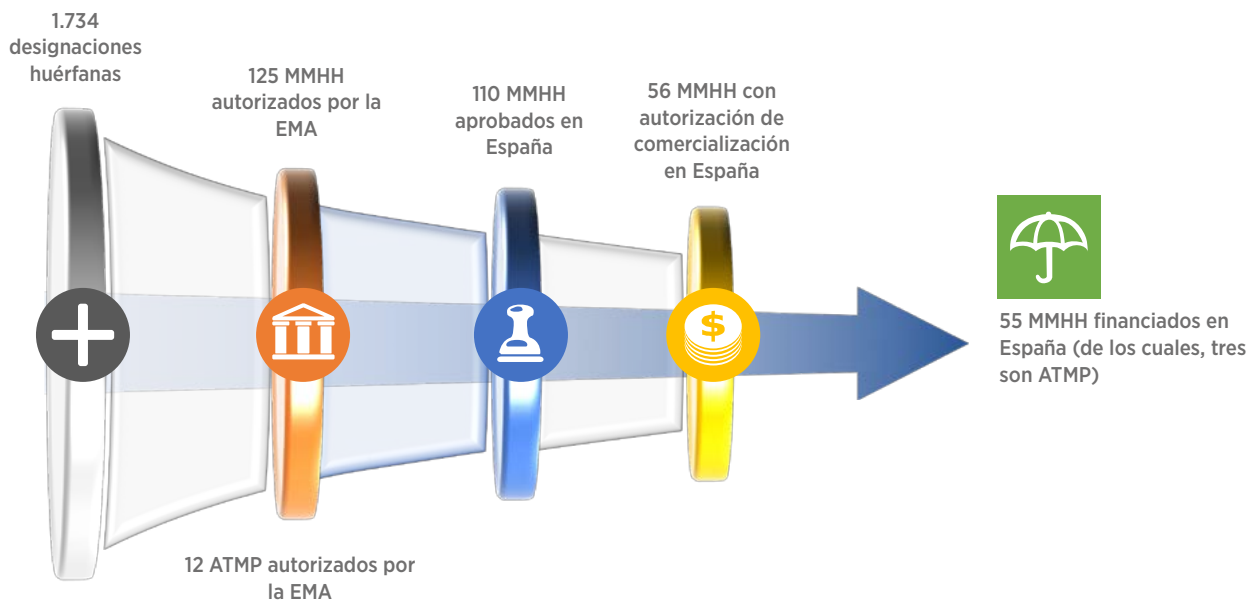 1.734
designaciones
huérfanas
125 MMHH
autorizados por la
EMA
110 MMHH
aprobados en
España
56 MMHH con
autorización de
comercialización
en España
$
55 MMHH financiados en
España (de los cuales, tres
son ATMP)
12 ATMP autorizados por
la EMA